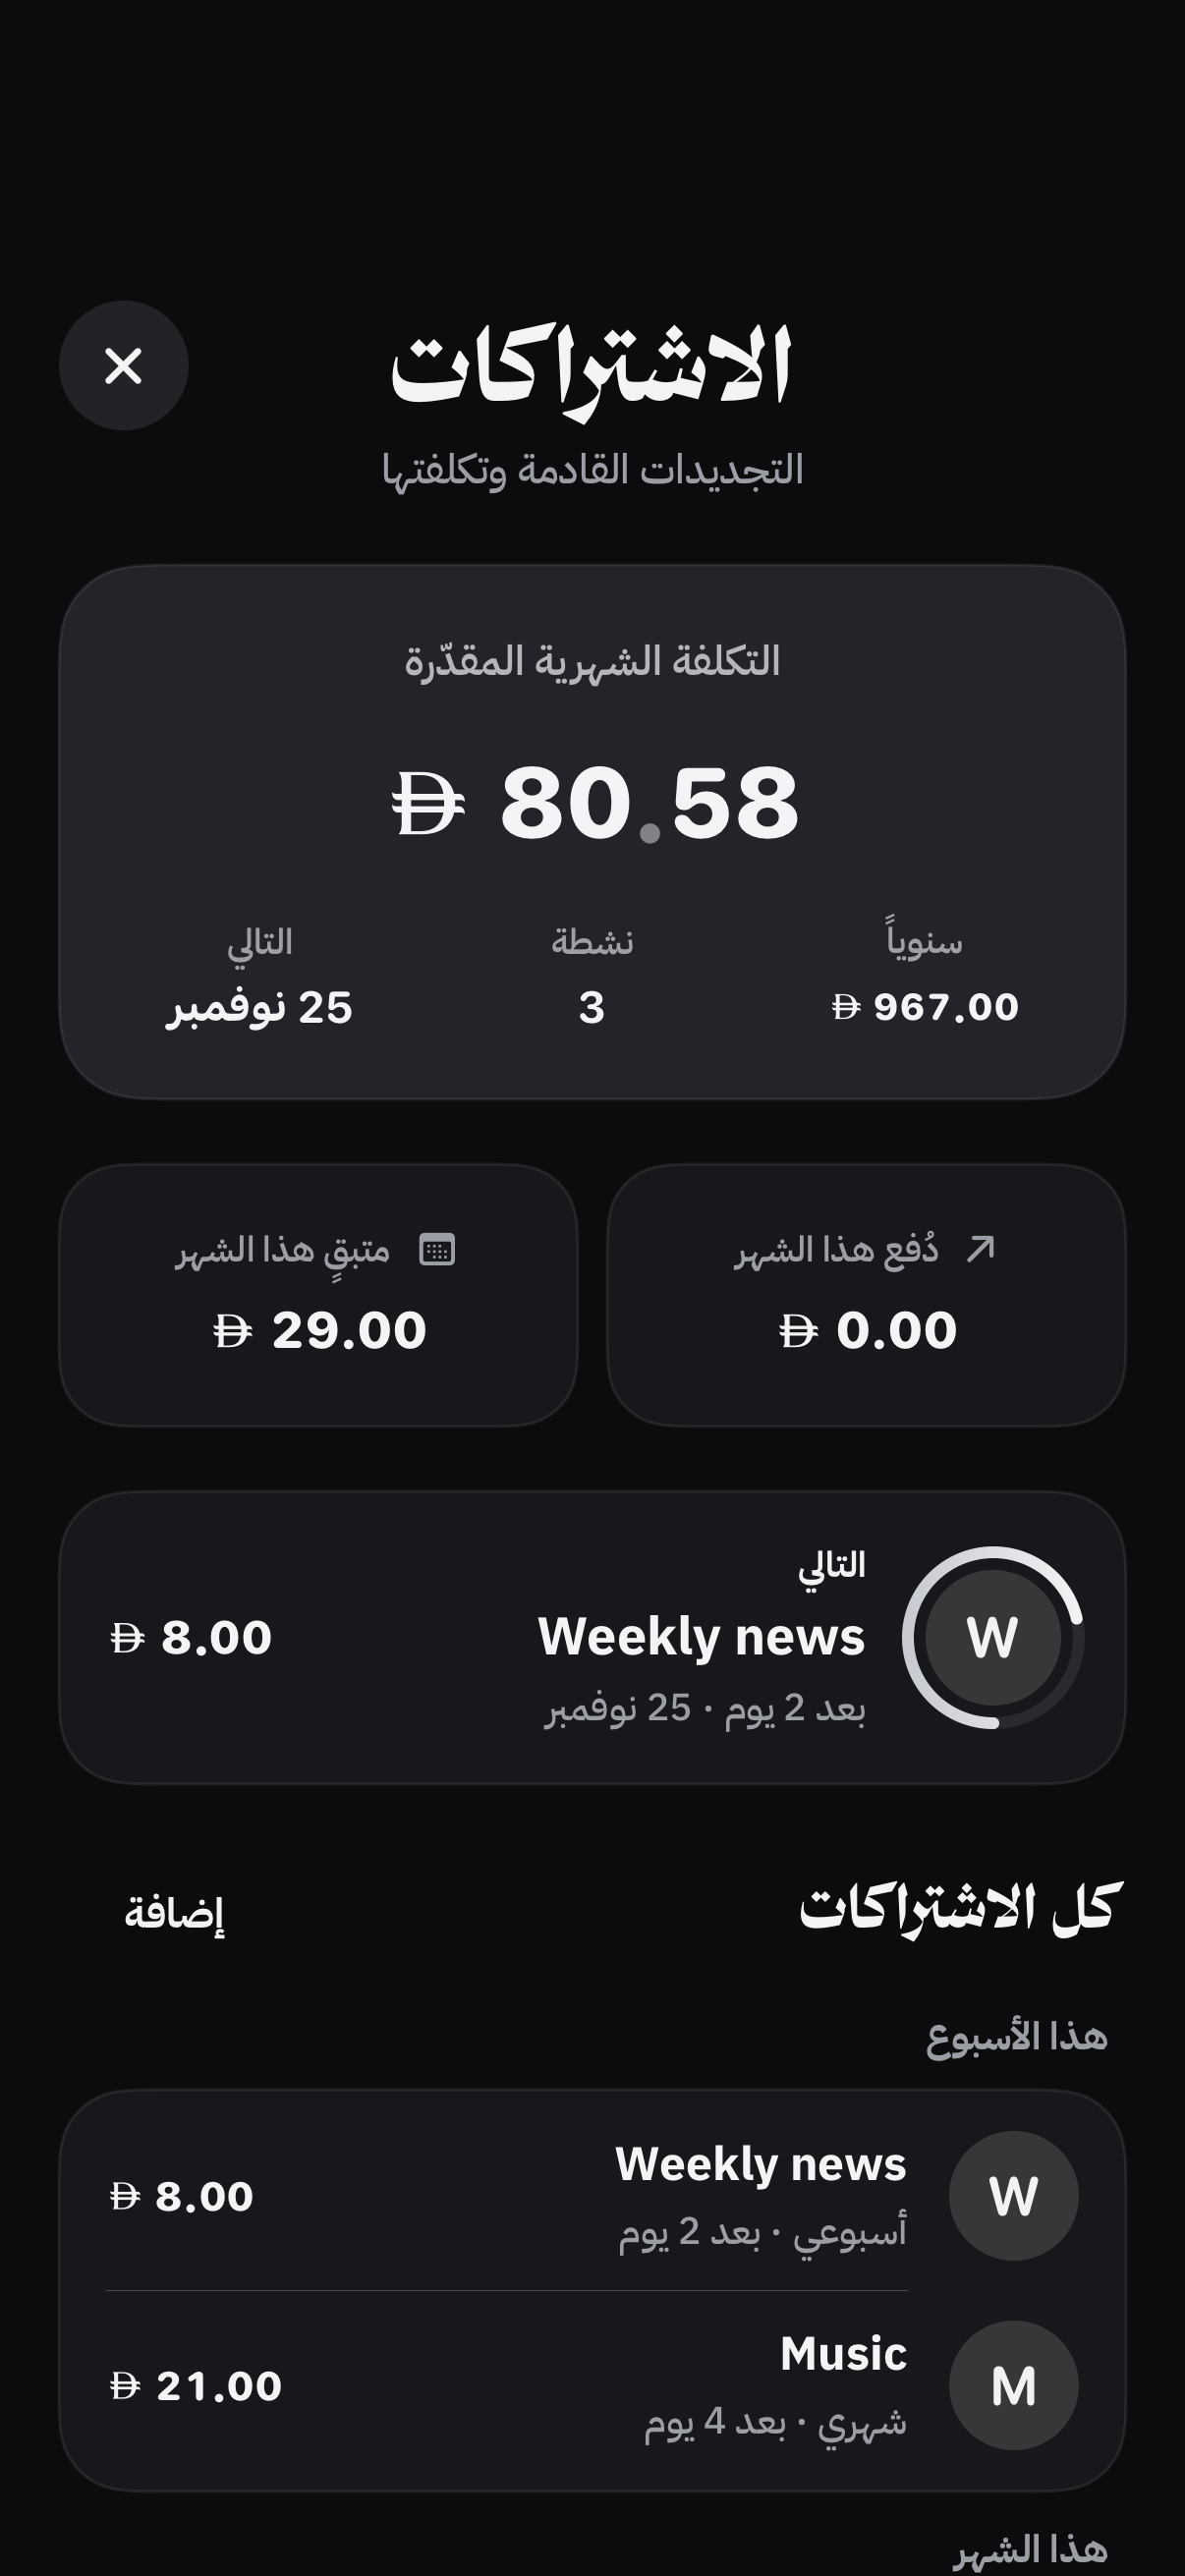 الاشتراكات
التجديدات القادمة وتكلفتها
التكلفة الشهرية المقدّرة
80.58
سنوياً
967.00
نشطة
3
التالي
25 نوفمبر
دُفع هذا الشهر
0.00
متبقٍ هذا الشهر
29.00
W
التالي
Weekly news
بعد 2 يوم · 25 نوفمبر
8.00
كل الاشتراكات
إضافة
هذا الأسبوع
W
Weekly news
أسبوعي · بعد 2 يوم
8.00
M
Music
شهري · بعد 4 يوم
21.00
هذا الشهر